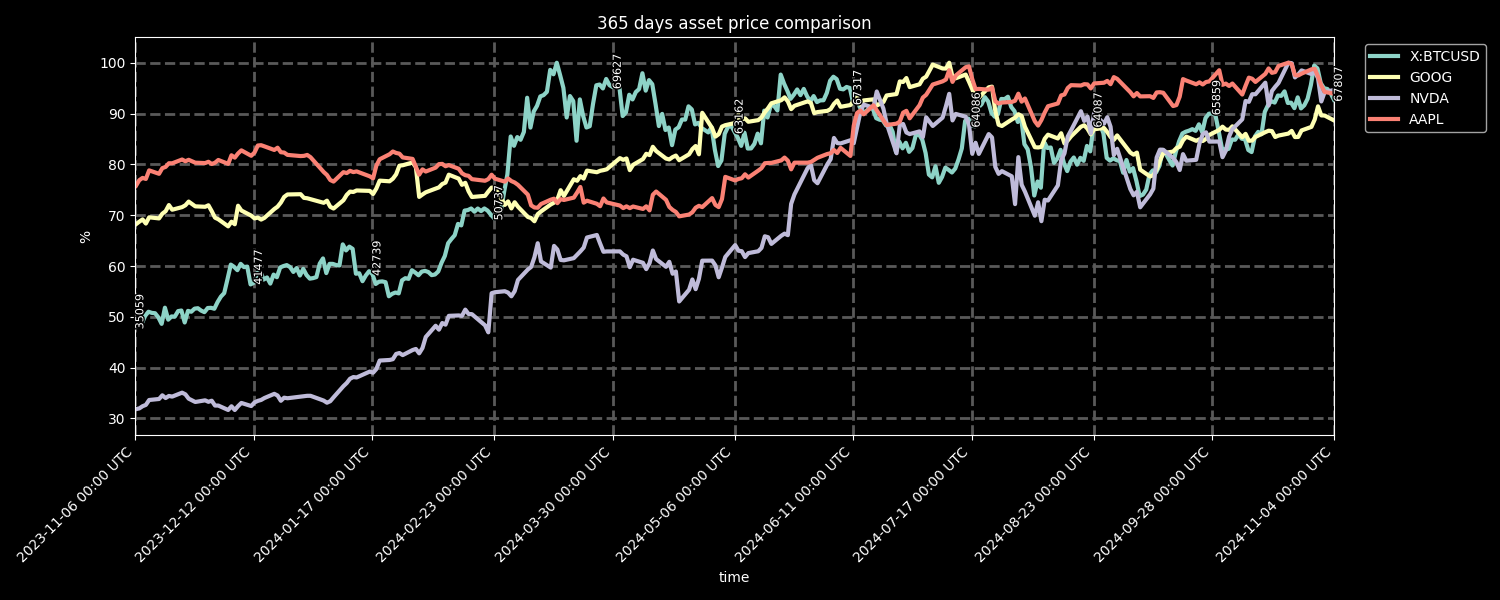 365 days asset price comparison
X:BTCUSD
GOOG
NVDA
AAPL
%
100
90
80
70
60
50
40
30
35059
41477
42739
50737
69627
63162
67317
64086
64087
65859
67807
2023-11-06 00:00 UTC
2023-12-12 00:00 UTC
2024-01-17 00:00 UTC
2024-02-23 00:00 UTC
2024-03-30 00:00 UTC
2024-05-06 00:00 UTC
2024-06-11 00:00 UTC
2024-07-17 00:00 UTC
2024-08-23 00:00 UTC
2024-09-28 00:00 UTC
2024-11-04 00:00 UTC
time